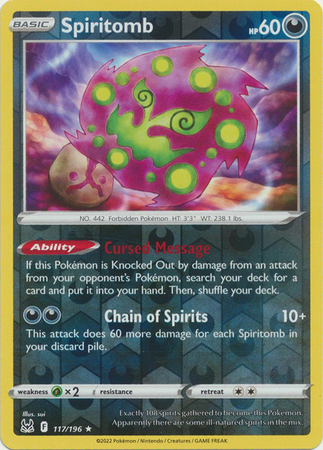 BASIC Spiritomb HP60
NO. 442 Forbidden Pokémon HT: 3'3" WT: 238.1 lbs.
Ability Cursed Message
If this Pokémon is Knocked Out by damage from an attack
from your opponent's Pokémon, search your deck for a
card and put it into your hand. Then, shuffle your deck.
Chain of Spirits 10+
This attack does 60 more damage for each Spiritomb in
your discard pile.
weakness ×2 resistance retreat
Illus. sui
Exactly 108 spirits gathered to become this Pokémon.
Apparently there are some ill-natured spirits in the mix.
F 117/196 ★
©2022 Pokémon / Nintendo / Creatures / GAME FREAK